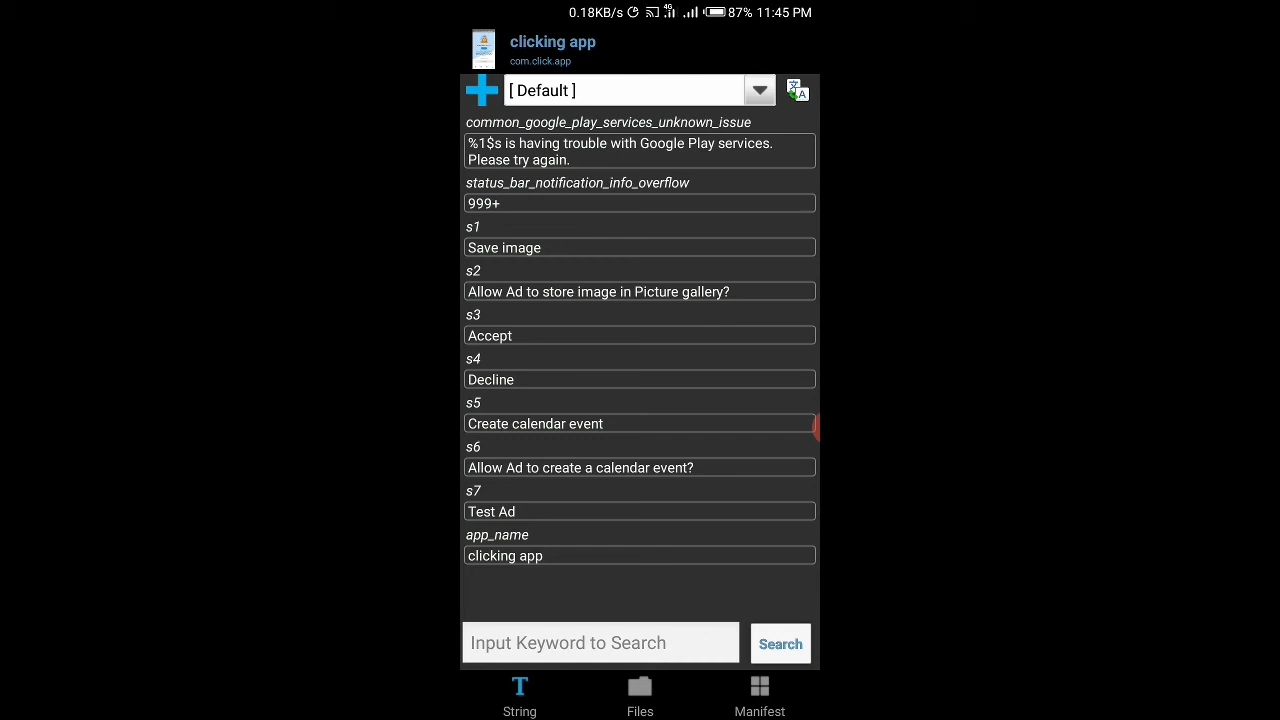 0.18KB/s 4G 87% 11:45 PM
clicking app
com.click.app
[ Default ]
文 A
common_google_play_services_unknown_issue
%1$s is having trouble with Google Play services.
Please try again.
status_bar_notification_info_overflow
999+
s1
Save image
s2
Allow Ad to store image in Picture gallery?
s3
Accept
s4
Decline
s5
Create calendar event
s6
Allow Ad to create a calendar event?
s7
Test Ad
app_name
clicking app
Input Keyword to Search
Search
T
String
Files
Manifest